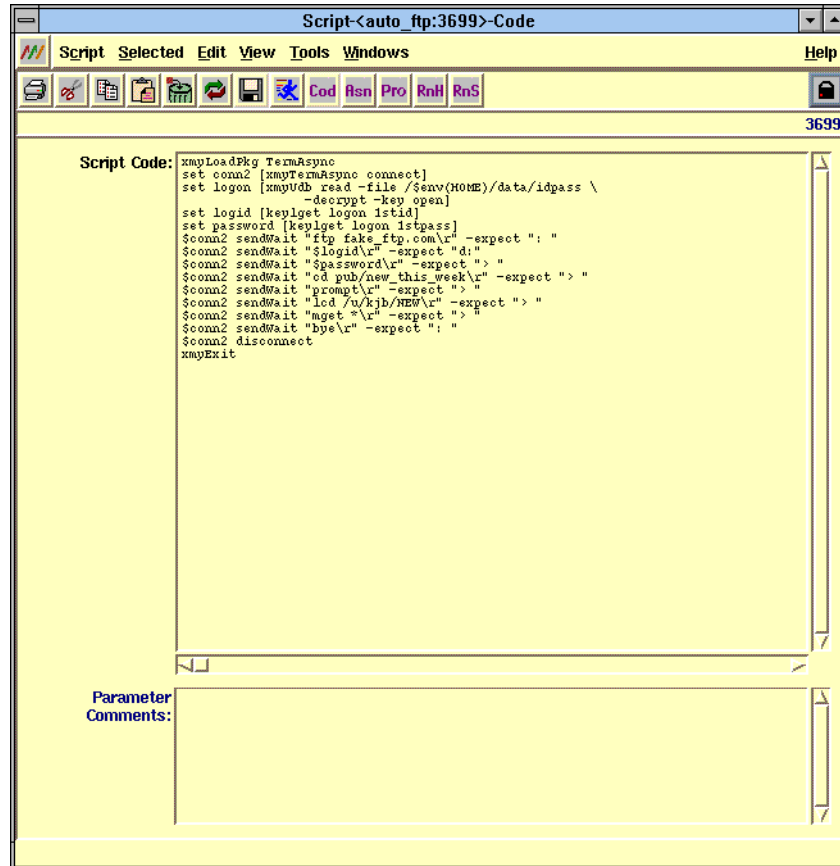 Script-<auto_ftp:3699>-Code
Script Selected Edit View Tools Windows Help
Cod Asn Pro RnH RnS
3699
Script Code:
xmyLoadPkg TermAsync
set conn2 [xmyTermAsync connect]
set logon [xmyUdb read -file /$env(HOME)/data/idpass \
-decrypt -key open]
set logid [keylget logon 1stid]
set password [keylget logon 1stpass]
$conn2 sendWait "ftp fake_ftp.com\r" -expect ": "
$conn2 sendWait "$logid\r" -expect "d:"
$conn2 sendWait "$password\r" -expect "> "
$conn2 sendWait "cd pub/new_this_week\r" -expect "> "
$conn2 sendWait "prompt\r" -expect "> "
$conn2 sendWait "lcd /u/kjb/NEW\r" -expect "> "
$conn2 sendWait "mget *\r" -expect "> "
$conn2 sendWait "bye\r" -expect ": "
$conn2 disconnect
xmyExit
Parameter
Comments: